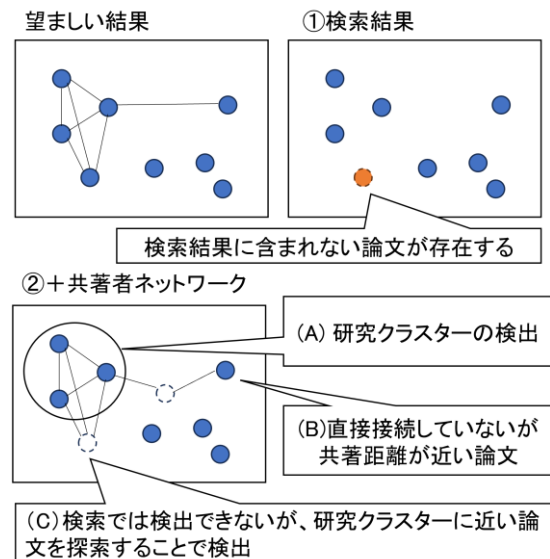 望ましい結果
①検索結果
検索結果に含まれない論文が存在する
②+共著者ネットワーク
(A) 研究クラスターの検出
(B)直接接続していないが
共著距離が近い論文
(C)検索では検出できないが、研究クラスターに近い論
文を探索することで検出